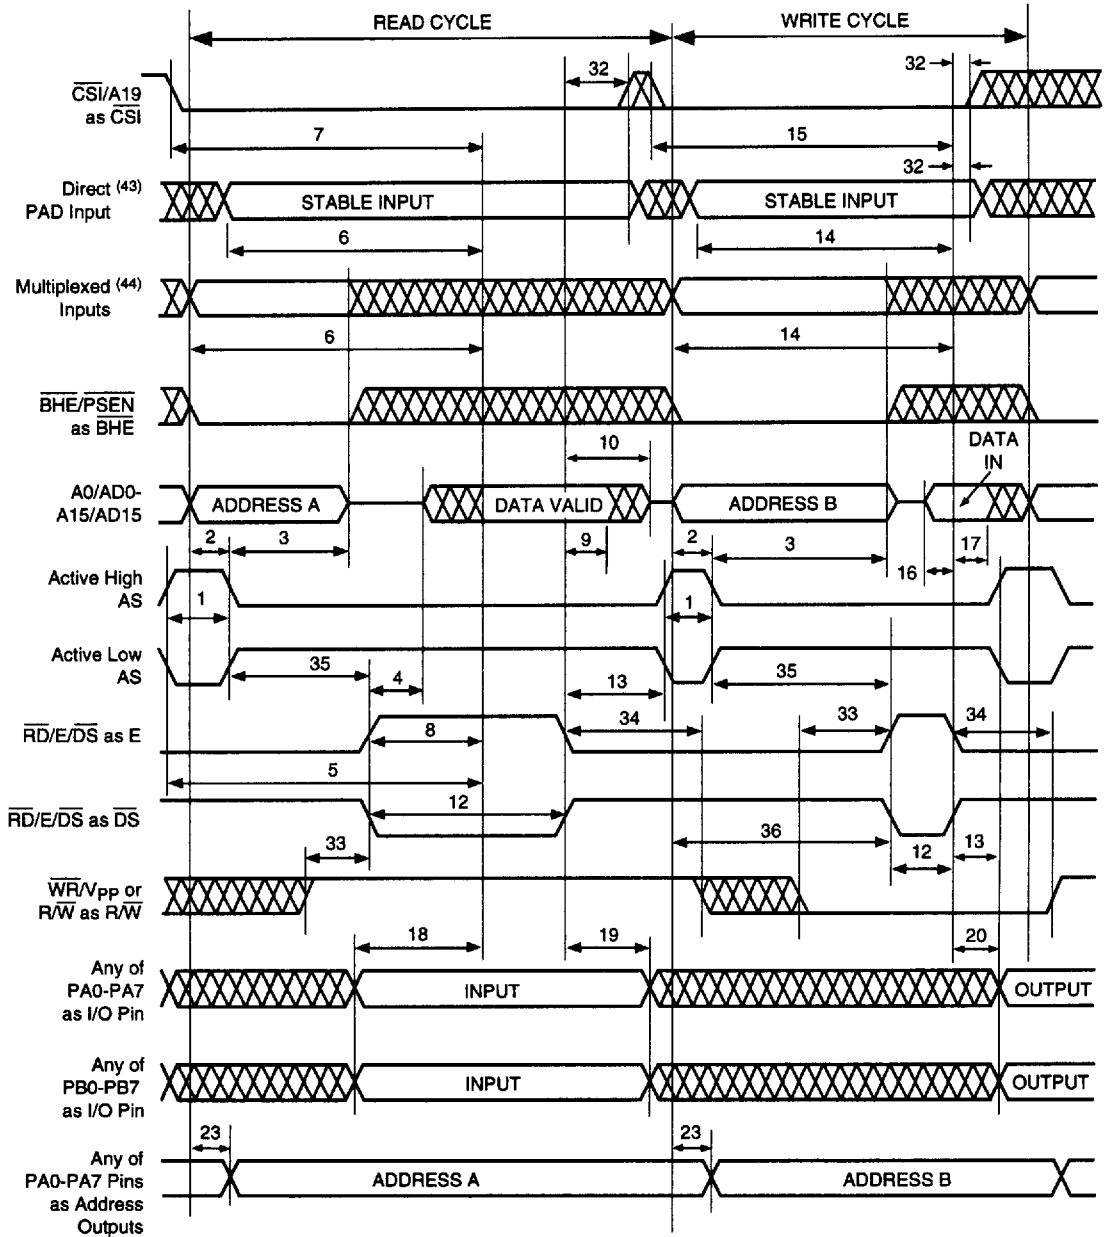 READ CYCLE
WRITE CYCLE
CSI/A19
as CSI
32
32
7
15
Direct (43)
PAD Input
STABLE INPUT
STABLE INPUT
32
6
14
Multiplexed (44)
Inputs
6
14
BHE/PSEN
as BHE
10
DATA
IN
A0/AD0-
A15/AD15
ADDRESS A
DATA VALID
ADDRESS B
2
3
9
2
3
16
17
Active High
AS
1
1
Active Low
AS
35
4
13
35
RD/E/DS as E
8
34
33
34
5
RD/E/DS as DS
12
36
12
13
33
WR/VPP or
R/W as R/W
18
19
20
Any of
PA0-PA7
as I/O Pin
INPUT
OUTPUT
Any of
PB0-PB7
as I/O Pin
INPUT
OUTPUT
23
23
Any of
PA0-PA7 Pins
as Address
Outputs
ADDRESS A
ADDRESS B